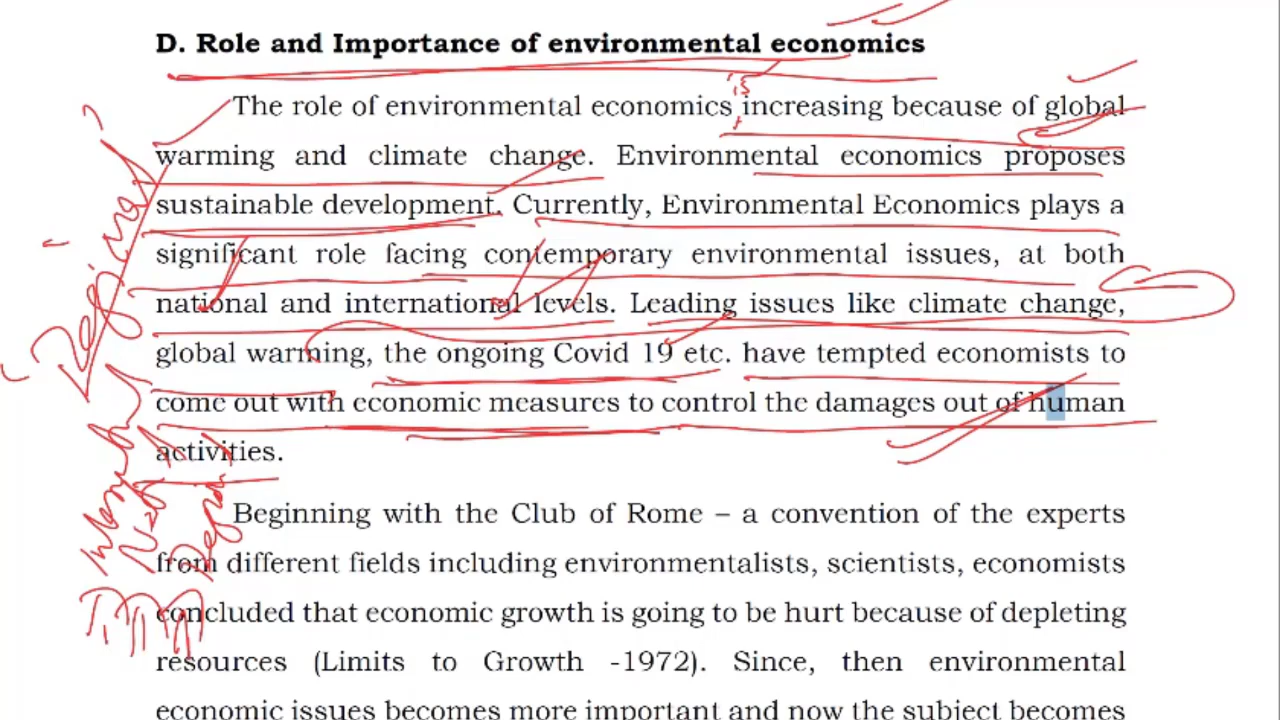 D. Role and Importance of environmental economics
is
The role of environmental economics increasing because of global
warming and climate change. Environmental economics proposes
sustainable development. Currently, Environmental Economics plays a
significant role facing contemporary environmental issues, at both
national and international levels. Leading issues like climate change,
global warming, the ongoing Covid 19 etc. have tempted economists to
come out with economic measures to control the damages out of human
activities.
Beginning with the Club of Rome – a convention of the experts
from different fields including environmentalists, scientists, economists
concluded that economic growth is going to be hurt because of depleting
resources (Limits to Growth -1972). Since, then environmental
economic issues becomes more important and now the subject becomes